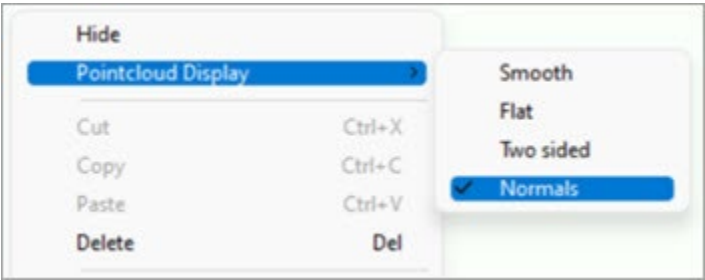 Hide
Pointcloud Display
Cut Ctrl+X
Copy Ctrl+C
Paste Ctrl+V
Delete Del
Smooth
Flat
Two sided
Normals